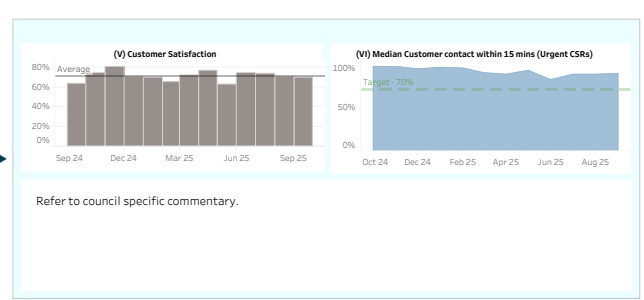 (V) Customer Satisfaction
80%
60%
40%
20%
0%
Average
Sep 24 Dec 24 Mar 25 Jun 25 Sep 25
(VI) Median Customer contact within 15 mins (Urgent CSRs)
100%
50%
0%
Target - 70%
Oct 24 Dec 24 Feb 25 Apr 25 Jun 25 Aug 25
Refer to council specific commentary.